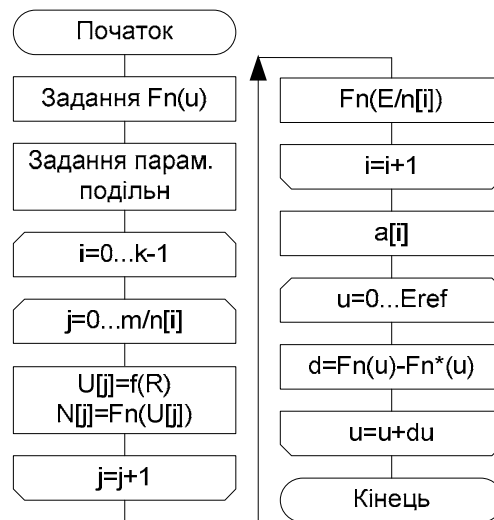 Початок
Задання Fn(u)
Задання парам.
подільн
i=0...k-1
j=0...m/n[i]
U[j]=f(R)
N[j]=Fn(U[j])
j=j+1
Fn(E/n[i])
i=i+1
a[i]
u=0...Eref
d=Fn(u)-Fn*(u)
u=u+du
Кінець